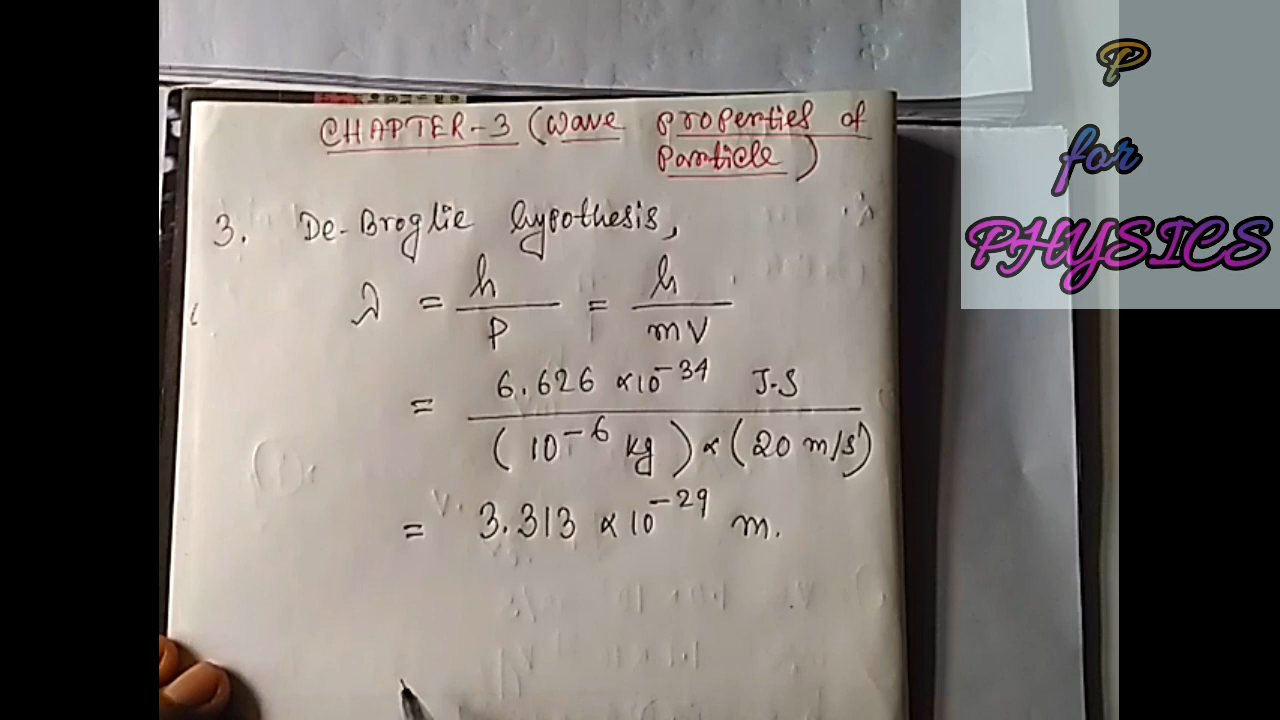 CHAPTER-3 (Wave properties of
Particle)
3. De-Broglie hypothesis,
λ = h/P = h/mV
= 6.626 × 10^-34 J-S / (10^-6 kg) × (20 m/s)
= 3.313 × 10^-29 m.
P
for
PHYSICS